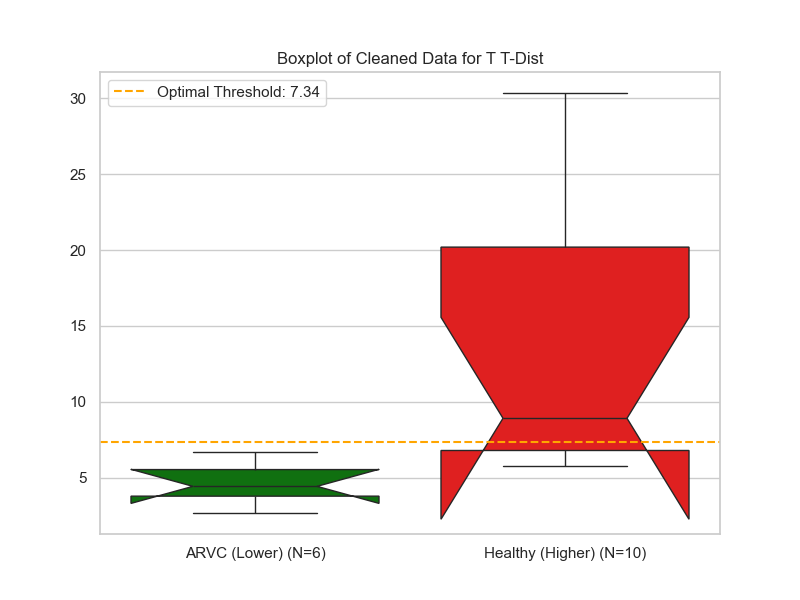 Boxplot of Cleaned Data for T T-Dist
Optimal Threshold: 7.34
30
25
20
15
10
5
ARVC (Lower) (N=6)
Healthy (Higher) (N=10)